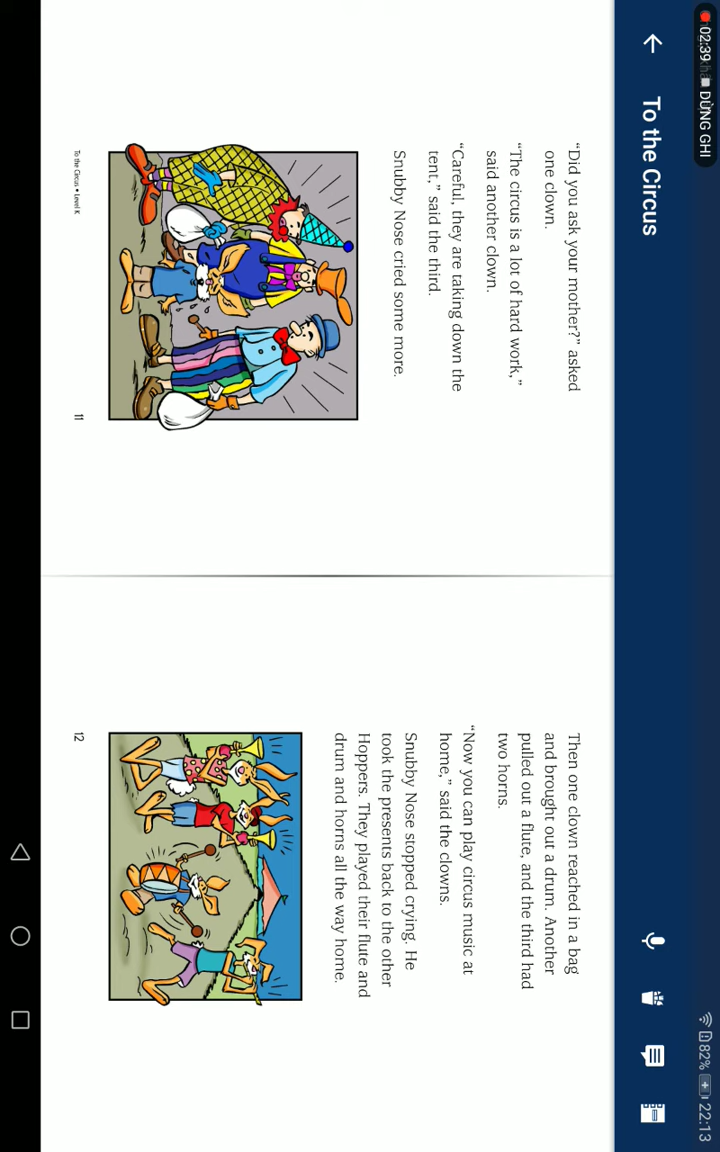 02:39
DỪNG GHI
82%
22:13
To the Circus
“Did you ask your mother?” asked
one clown.
“The circus is a lot of hard work,”
said another clown.
“Careful, they are taking down the
tent,” said the third.
Snubby Nose cried some more.
To the Circus • Level K
11
Then one clown reached in a bag
and brought out a drum. Another
pulled out a flute, and the third had
two horns.
“Now you can play circus music at
home,” said the clowns.
Snubby Nose stopped crying. He
took the presents back to the other
Hoppers. They played their flute and
drum and horns all the way home.
12